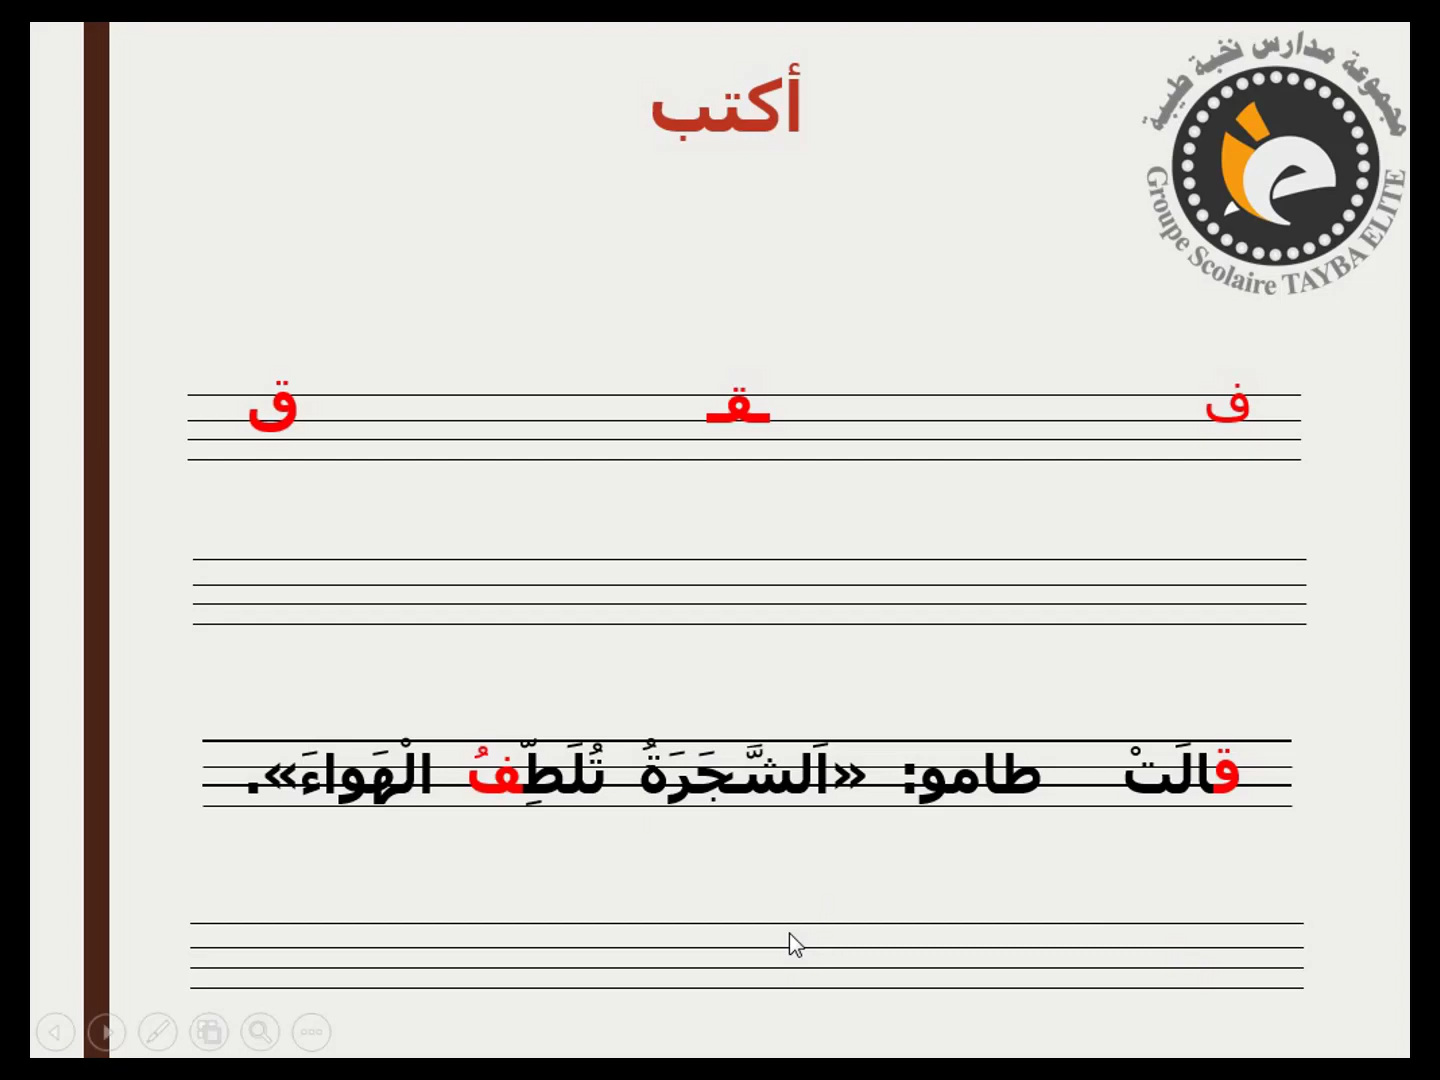 أكتب
مجموعة مدارس نخبة طيبة
Groupe Scolaire TAYBA ELITE
ف ـقـ ق
قالَتْ طامو: «اَلشَّجَرَةُ تُلَطِّفُ الْهَواءَ».